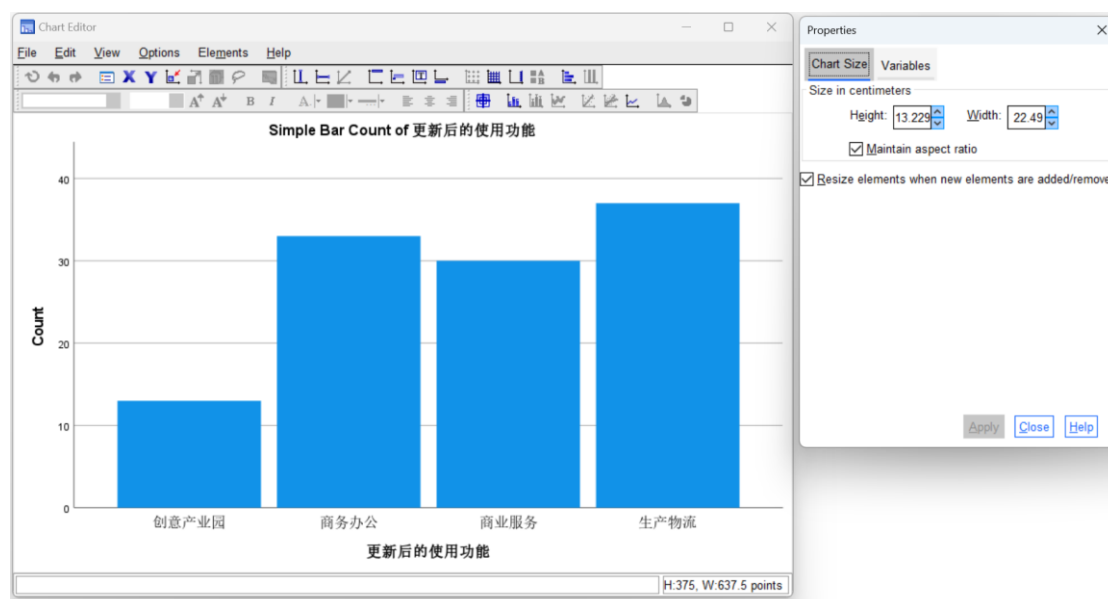 Chart Editor
File Edit View Options Elements Help
B I A
Simple Bar Count of 更新后的使用功能
40
30
20
10
0
Count
创意产业园 商务办公 商业服务 生产物流
更新后的使用功能
H:375, W:637.5 points
Properties
Chart Size Variables
Size in centimeters
Height: 13.229 Width: 22.49
Maintain aspect ratio
Resize elements when new elements are added/remove
Apply Close Help